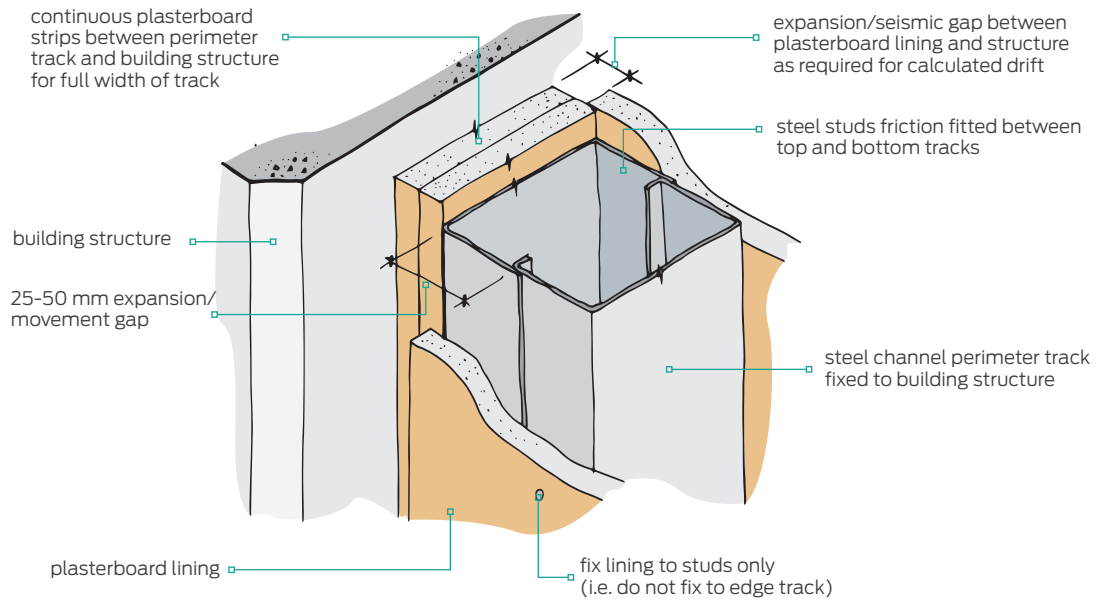 continuous plasterboard
strips between perimeter
track and building structure
for full width of track
expansion/seismic gap between
plasterboard lining and structure
as required for calculated drift
steel studs friction fitted between
top and bottom tracks
building structure
25-50 mm expansion/
movement gap
steel channel perimeter track
fixed to building structure
plasterboard lining
fix lining to studs only
(i.e. do not fix to edge track)